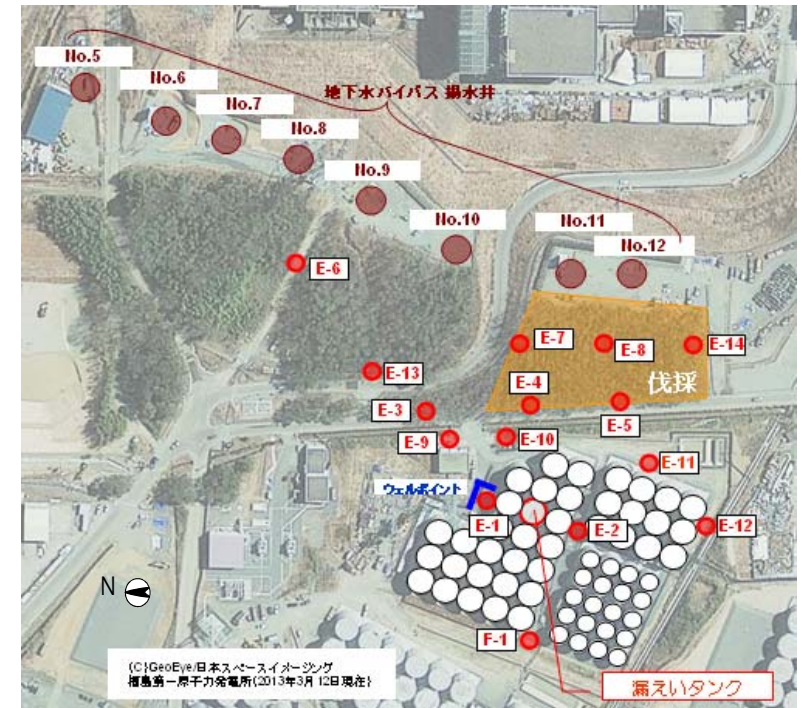 No.5
No.6
No.7
No.8
地下水バイパス 揚水井
No.9
No.10
No.11
No.12
E-6
E-7
E-8
E-14
E-13
伐採
E-4
E-3
E-5
E-9
E-10
E-11
ウェルポイント
E-1
E-2
E-12
N
F-1
(C)GeoEye/日本スペースイメージング
福島第一原子力発電所(2013年3月12日現在)
漏えいタンク